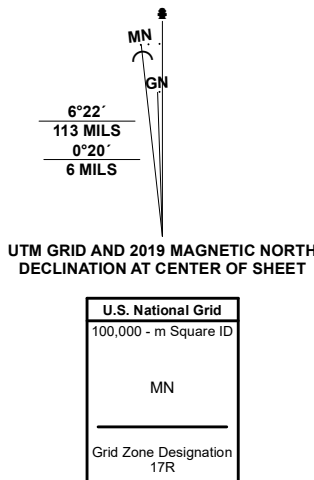 MN
GN
6°22´
113 MILS
0°20´
6 MILS
UTM GRID AND 2019 MAGNETIC NORTH
DECLINATION AT CENTER OF SHEET
U.S. National Grid
100,000 - m Square ID
MN
Grid Zone Designation
17R